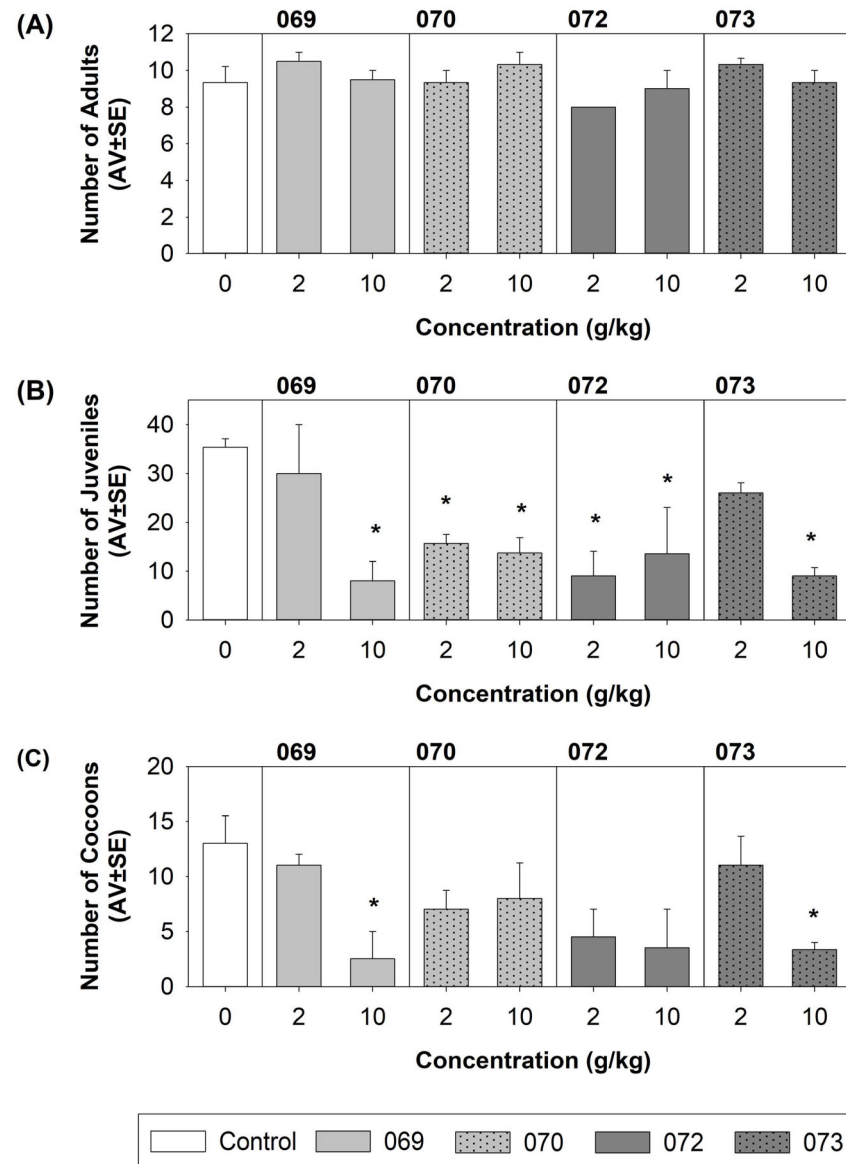 (A)
069 070 072 073
Number of Adults
(AV±SE)
12
10
8
6
4
2
0
0 2 10 2 10 2 10 2 10
Concentration (g/kg)
(B)
069 070 072 073
Number of Juveniles
(AV±SE)
40
30
20
10
0
* * * * * *
0 2 10 2 10 2 10 2 10
Concentration (g/kg)
(C)
069 070 072 073
Number of Cocoons
(AV±SE)
20
15
10
5
0
* *
0 2 10 2 10 2 10 2 10
Concentration (g/kg)
Control 069 070 072 073